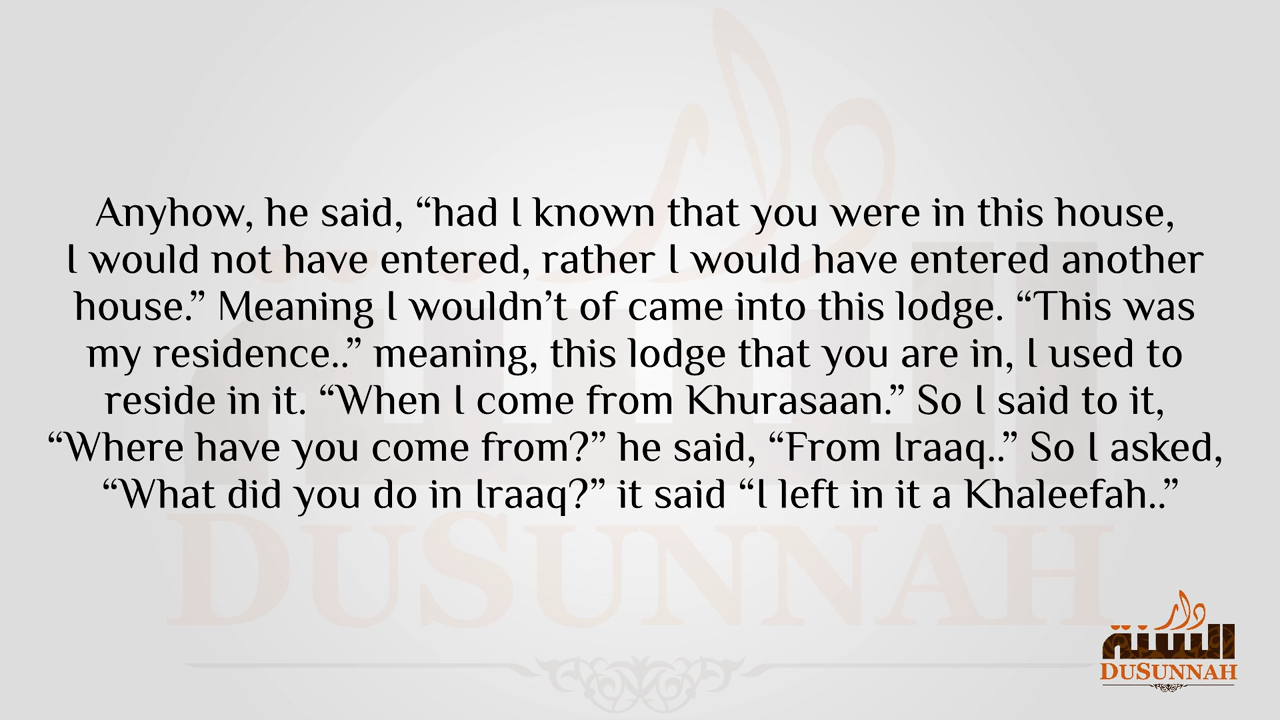 Anyhow, he said, “had I known that you were in this house,
I would not have entered, rather I would have entered another
house.” Meaning I wouldn’t of came into this lodge. “This was
my residence..” meaning, this lodge that you are in, I used to
reside in it. “When I come from Khurasaan.” So I said to it,
“Where have you come from?” he said, “From Iraaq..” So I asked,
“What did you do in Iraaq?” it said “I left in it a Khaleefah..”
DUSUNNAH
دار
السنة
DUSUNNAH